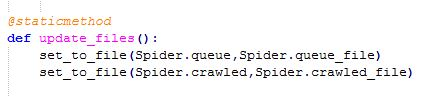 @staticmethod
def update_files():
    set_to_file(Spider.queue,Spider.queue_file)
    set_to_file(Spider.crawled,Spider.crawled_file)